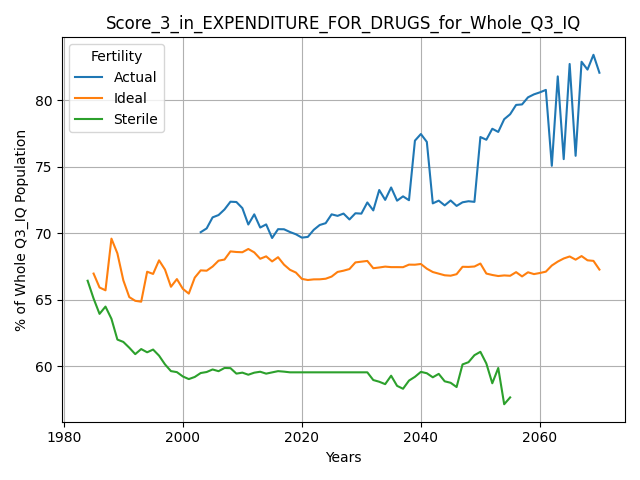 Score_3_in_EXPENDITURE_FOR_DRUGS_for_Whole_Q3_IQ
Fertility
Actual
Ideal
Sterile
% of Whole Q3_IQ Population
80
75
70
65
60
1980
2000
2020
2040
2060
Years